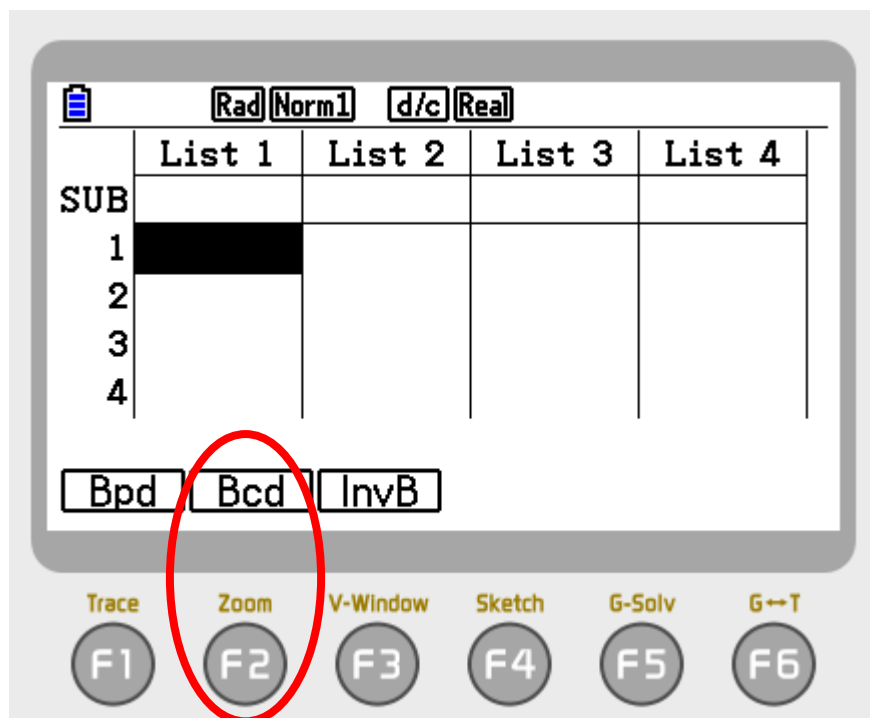 Rad Norm1 d/c Real
List 1 List 2 List 3 List 4
SUB
1
2
3
4
Bpd Bcd InvB
Trace Zoom V-Window Sketch G-Solv G↔T
F1 F2 F3 F4 F5 F6